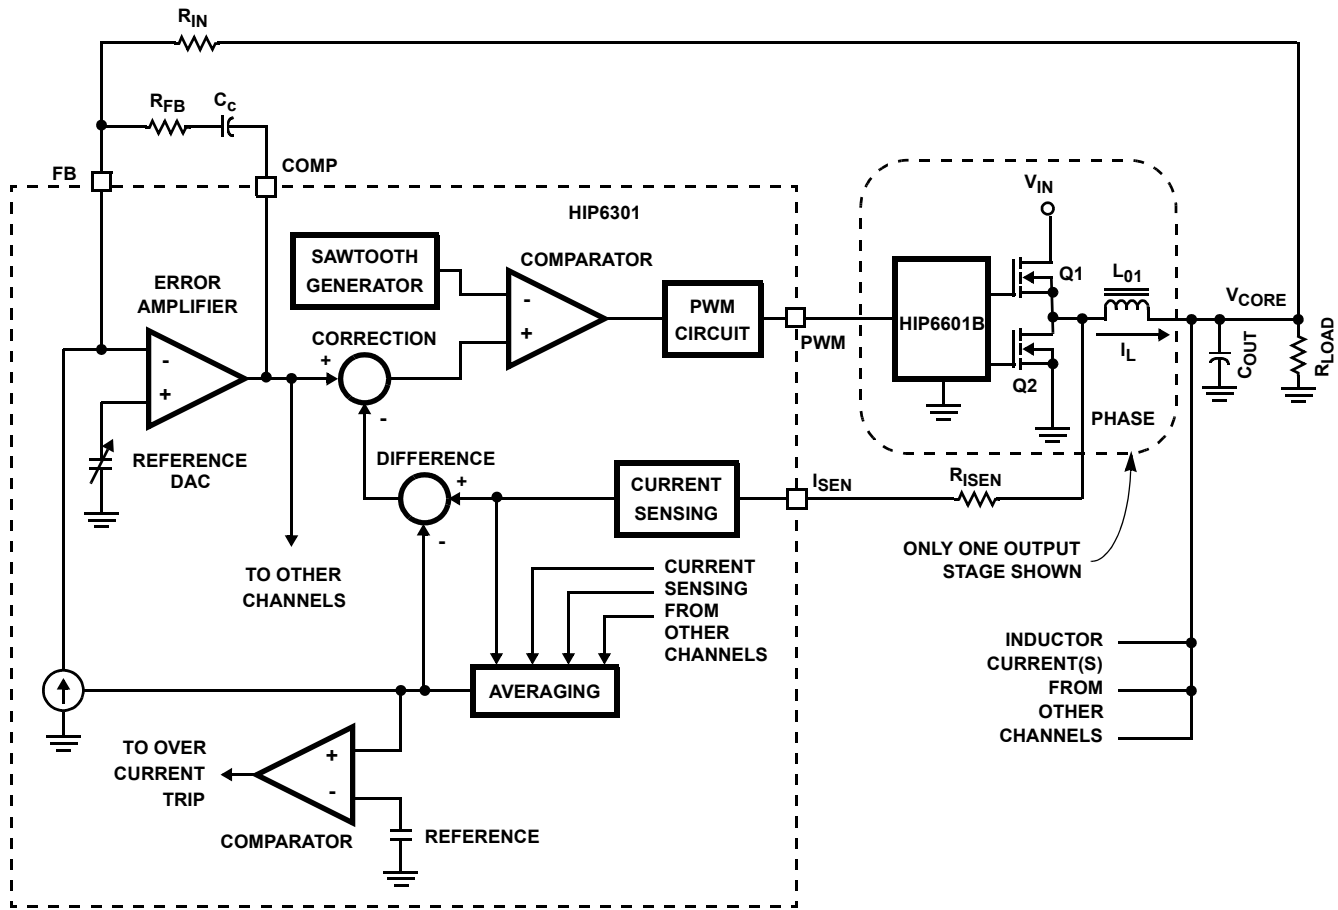 RIN
RFB
Cc
FB
COMP
HIP6301
VIN
SAWTOOTH
GENERATOR
COMPARATOR
-
+
ERROR
AMPLIFIER
-
+
CORRECTION
+
-
PWM
CIRCUIT
PWM
HIP6601B
Q1
Q2
L01
IL
VCORE
COUT
RLOAD
PHASE
REFERENCE
DAC
DIFFERENCE
+
-
CURRENT
SENSING
ISEN
RISEN
ONLY ONE OUTPUT
STAGE SHOWN
TO OTHER
CHANNELS
CURRENT
SENSING
FROM
OTHER
CHANNELS
INDUCTOR
CURRENT(S)
FROM
OTHER
CHANNELS
AVERAGING
TO OVER
CURRENT
TRIP
+
-
COMPARATOR
REFERENCE